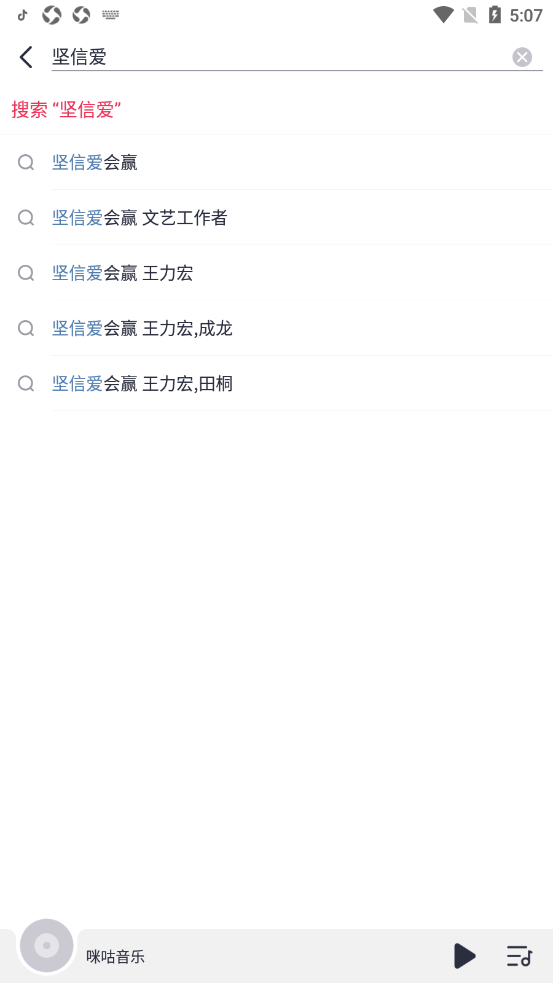 5:07
坚信爱
搜索 “坚信爱”
坚信爱会赢
坚信爱会赢 文艺工作者
坚信爱会赢 王力宏
坚信爱会赢 王力宏,成龙
坚信爱会赢 王力宏,田桐
咪咕音乐